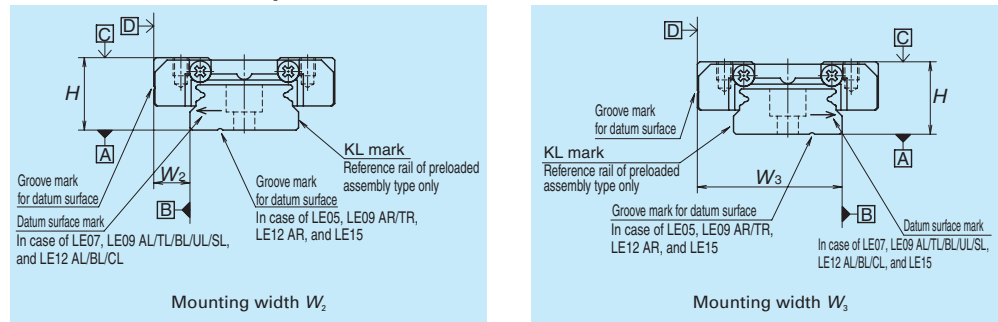 D
C
H
A
W2
B
KL mark
Reference rail of preloaded
assembly type only
Groove mark
for datum surface
Datum surface mark
In case of LE07, LE09 AL/TL/BL/UL/SL,
and LE12 AL/BL/CL
Groove mark
for datum surface
In case of LE05, LE09 AR/TR,
LE12 AR, and LE15
Mounting width W2
D
C
H
A
Groove mark
for datum surface
KL mark
Reference rail of preloaded
assembly type only
W3
B
Groove mark for datum surface
In case of LE05, LE09 AR/TR,
LE12 AR, and LE15
Datum surface mark
In case of LE07, LE09 AL/TL/BL/UL/SL,
LE12 AL/BL/CL, and LE15
Mounting width W3